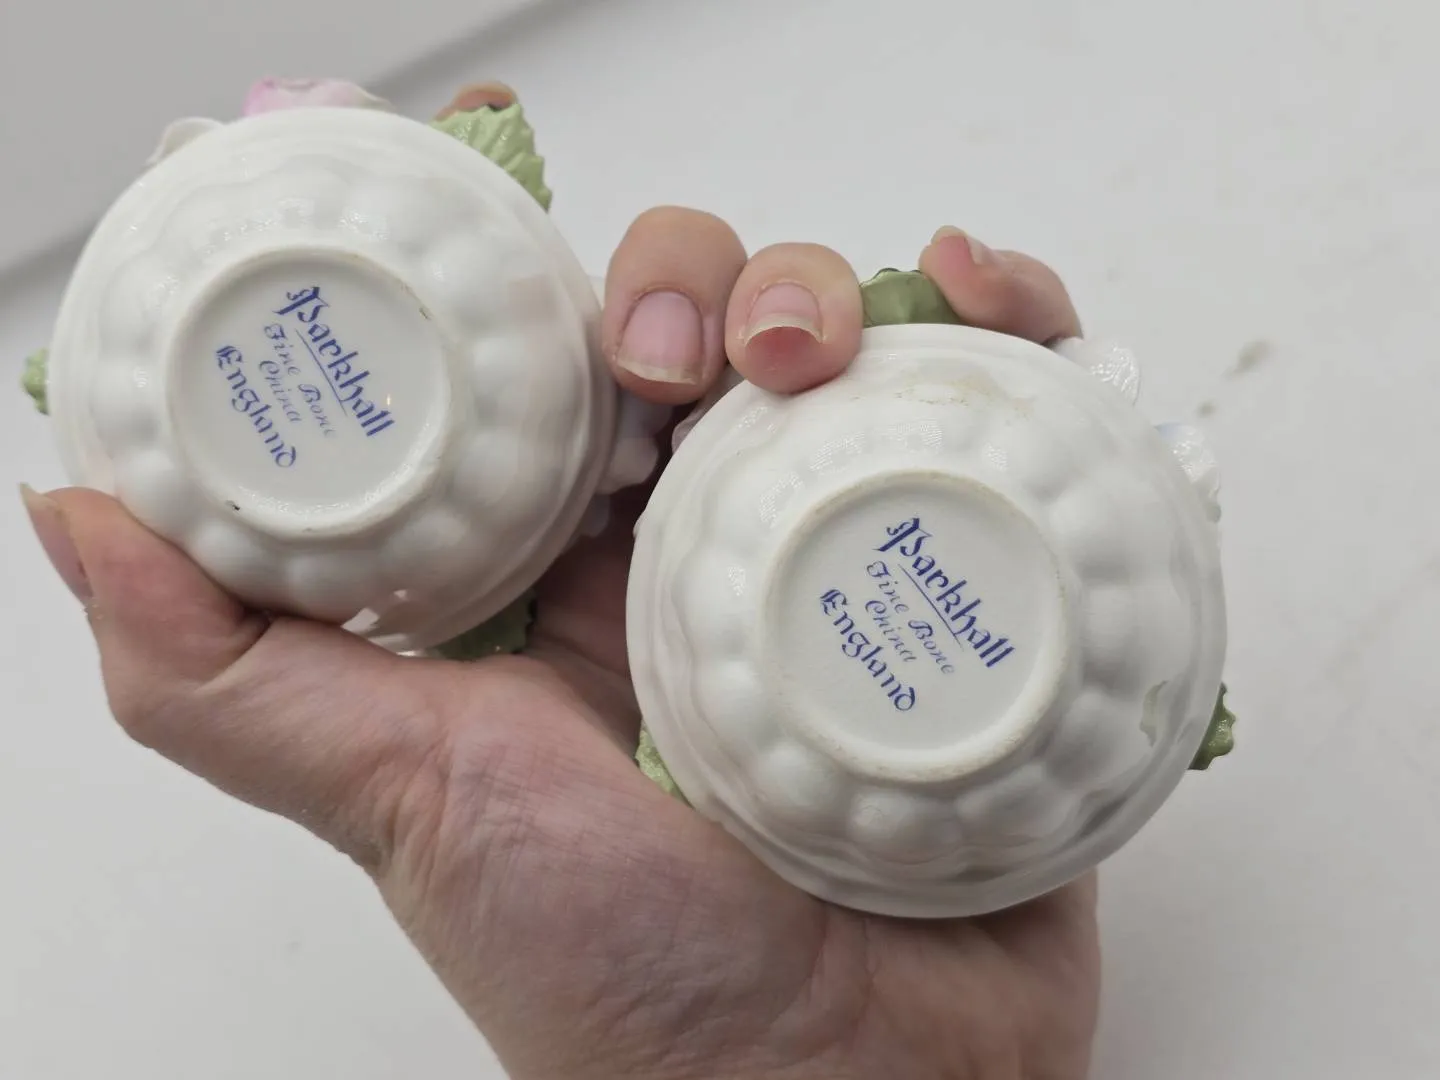 Parkhall
Fine Bone
China
England
Parkhall
Fine Bone
China
England